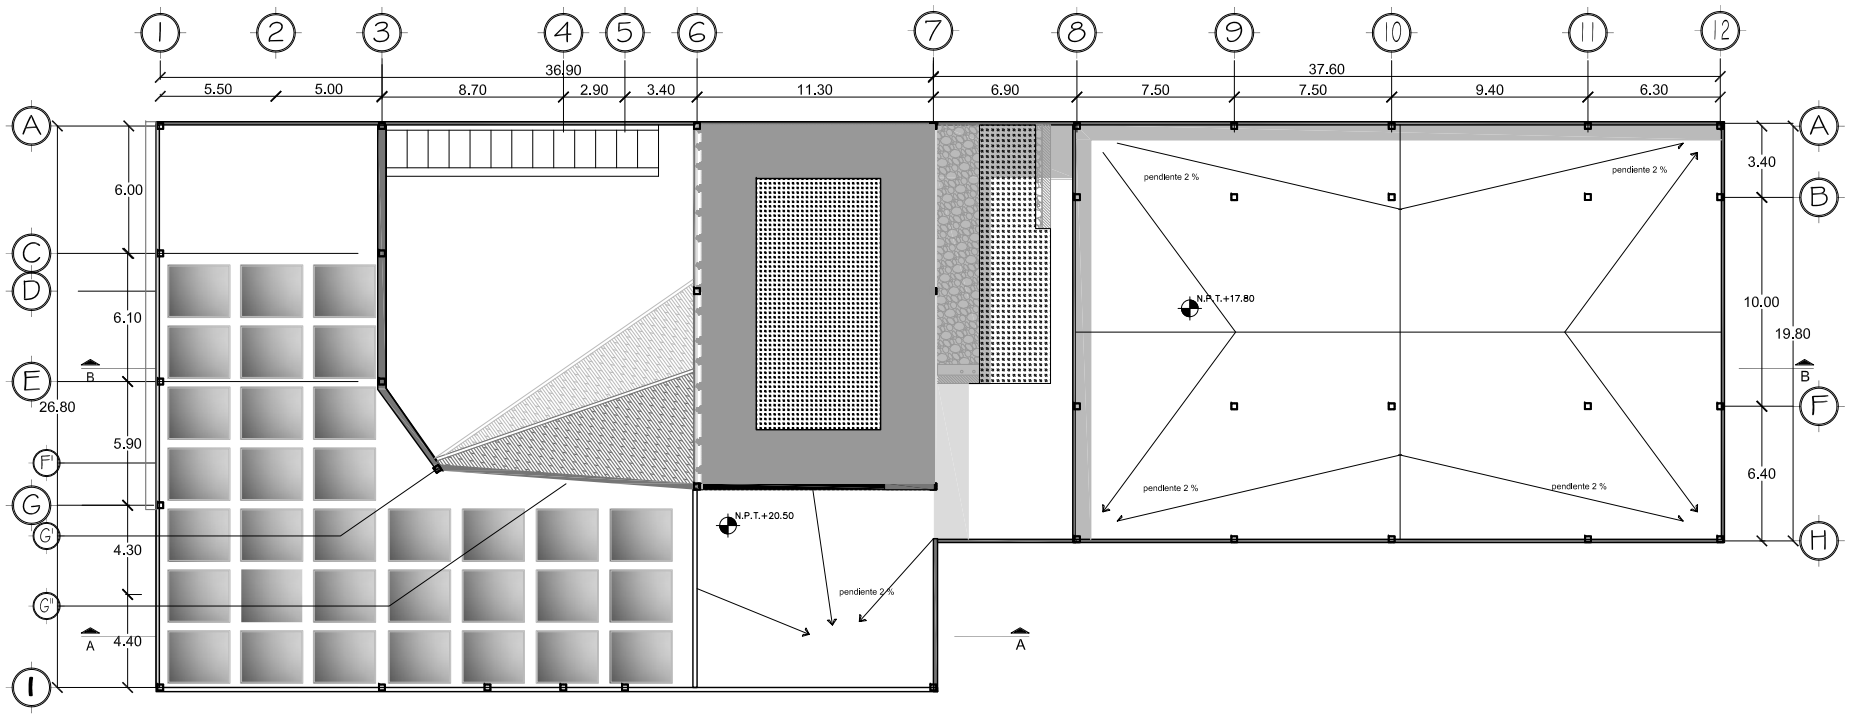 1 2 3 4 5 6 7 8 9 10 11 12
36.90 37.60
5.50 5.00 8.70 2.90 3.40 11.30 6.90 7.50 7.50 9.40 6.30
A A
3.40
pendiente 2 % pendiente 2 %
6.00
B
C
D
N.P.T.+17.80
10.00
6.10
19.80
B B
E
26.80
F
5.90
F'
6.40
pendiente 2 % pendiente 2 %
G
N.P.T.+20.50
G'
H
4.30
pendiente 2 %
G"
4.40
A A
I